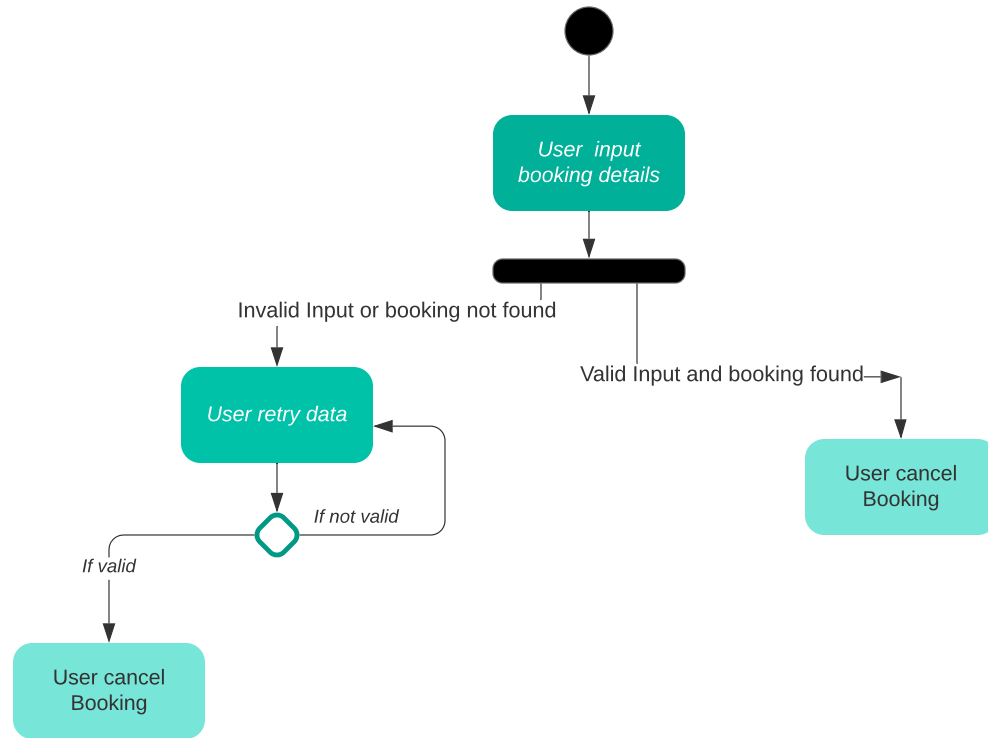 User  input
booking details
Invalid Input or booking not found
Valid Input and booking found
User retry data
User cancel
Booking
If not valid
If valid
User cancel
Booking